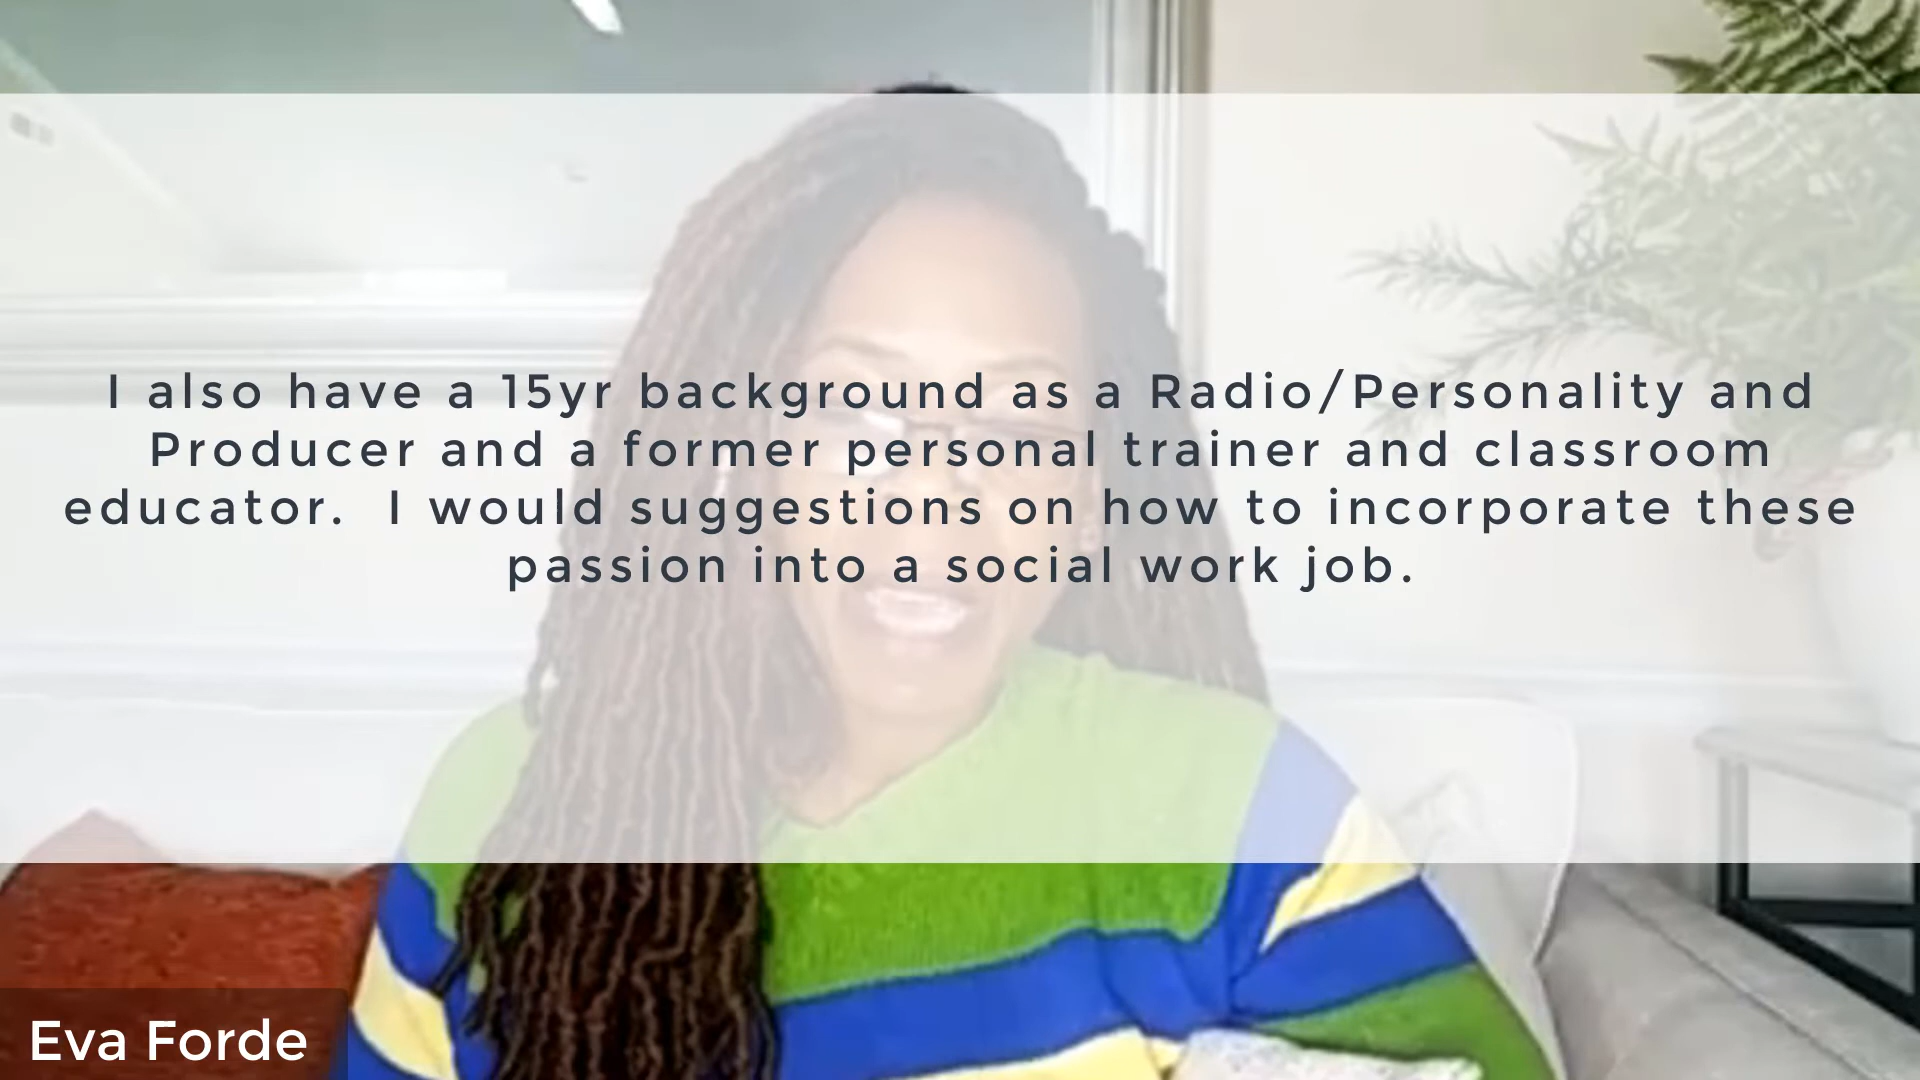 I also have a 15yr background as a Radio/Personality and
Producer and a former personal trainer and classroom
educator.  I would suggestions on how to incorporate these
passion into a social work job.
Eva Forde